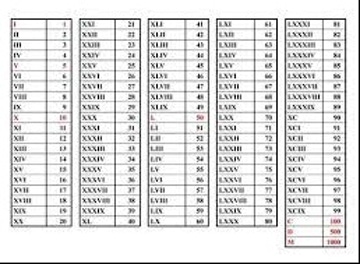 I 1
II 2
III 3
IV 4
V 5
VI 6
VII 7
VIII 8
IX 9
X 10
XI 11
XII 12
XIII 13
XIV 14
XV 15
XVI 16
XVII 17
XVIII 18
XIX 19
XX 20
XXI 21
XXII 22
XXIII 23
XXIV 24
XXV 25
XXVI 26
XXVII 27
XXVIII 28
XXIX 29
XXX 30
XXXI 31
XXXII 32
XXXIII 33
XXXIV 34
XXXV 35
XXXVI 36
XXXVII 37
XXXVIII 38
XXXIX 39
XL 40
XLI 41
XLII 42
XLIII 43
XLIV 44
XLV 45
XLVI 46
XLVII 47
XLVIII 48
XLIX 49
L 50
LI 51
LII 52
LIII 53
LIV 54
LV 55
LVI 56
LVII 57
LVIII 58
LIX 59
LX 60
LXI 61
LXII 62
LXIII 63
LXIV 64
LXV 65
LXVI 66
LXVII 67
LXVIII 68
LXIX 69
LXX 70
LXXI 71
LXXII 72
LXXIII 73
LXXIV 74
LXXV 75
LXXVI 76
LXXVII 77
LXXVIII 78
LXXIX 79
LXXX 80
LXXXI 81
LXXXII 82
LXXXIII 83
LXXXIV 84
LXXXV 85
LXXXVI 86
LXXXVII 87
LXXXVIII 88
LXXXIX 89
XC 90
XCI 91
XCII 92
XCIII 93
XCIV 94
XCV 95
XCVI 96
XCVII 97
XCVIII 98
XCIX 99
C 100
D 500
M 1000